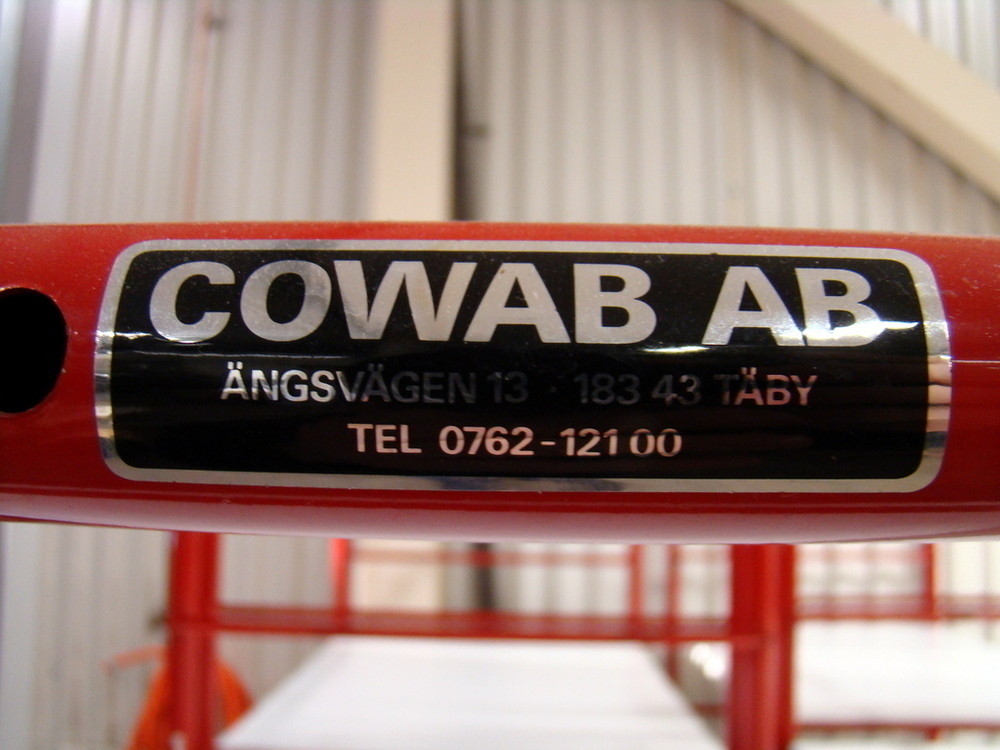 COWAB AB
ÄNGSVÄGEN 13 · 183 43 TÄBY
TEL 0762-121 00